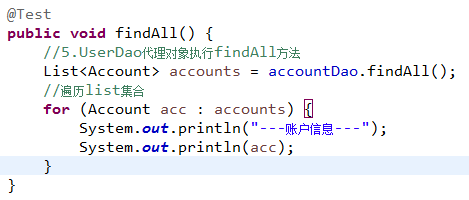 @Test
public void findAll() {
//5.UserDao代理对象执行findAll方法
List<Account> accounts = accountDao.findAll();
//遍历list集合
for (Account acc : accounts) {
System.out.println("---账户信息---");
System.out.println(acc);
}
}